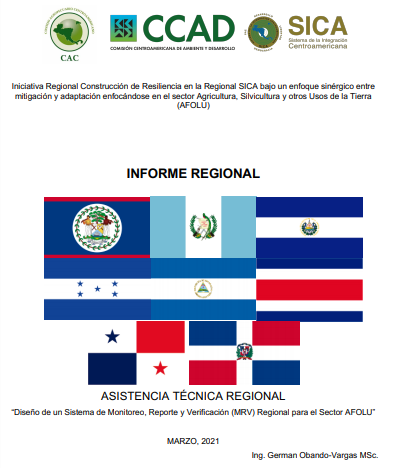 CAC
CCAD
COMISIÓN CENTROAMERICANA DE AMBIENTE Y DESARROLLO
SICA
Sistema de la Integración
Centroamericana
Iniciativa Regional Construcción de Resiliencia en la Regional SICA bajo un enfoque sinérgico entre
mitigación y adaptación enfocándose en el sector Agricultura, Silvicultura y otros Usos de la Tierra
(AFOLU)
INFORME REGIONAL
ASISTENCIA TÉCNICA REGIONAL
“Diseño de un Sistema de Monitoreo, Reporte y Verificación (MRV) Regional para el Sector AFOLU”
MARZO, 2021
Ing. German Obando-Vargas MSc.